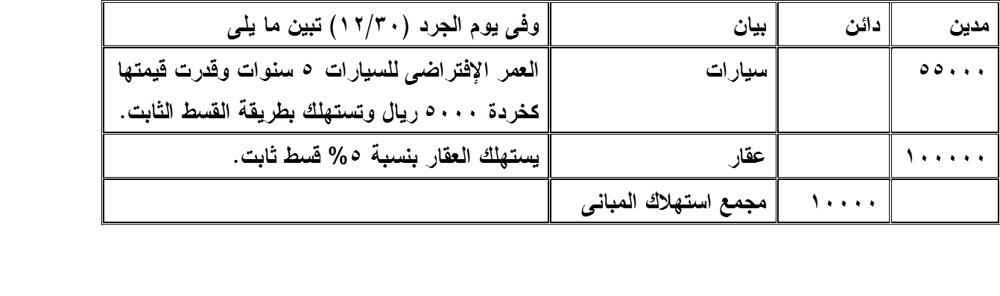 مدين دائن بيان وفى يوم الجرد (١٢/٣٠) تبين ما يلى
٥٥٠٠٠ سيارات العمر الإفتراضى للسيارات ٥ سنوات وقدرت قيمتها
كخردة ٥٠٠٠ ريال وتستهلك بطريقة القسط الثابت.
١٠٠٠٠٠ عقار يستهلك العقار بنسبة ٥% قسط ثابت.
١٠٠٠٠ مجمع استهلاك المبانى